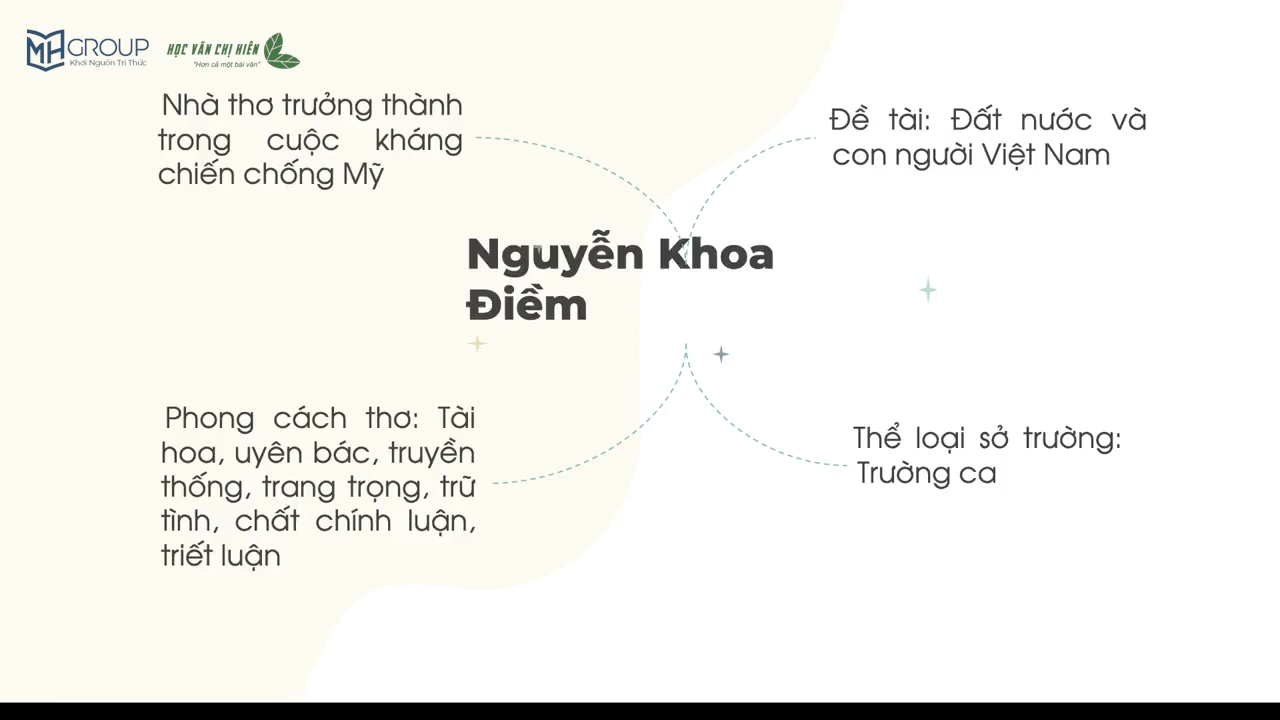 MH GROUP
Khơi Nguồn Tri Thức
HỌC VĂN CHỊ HIÊN
"Hơn cả một bài văn"
Nhà thơ trưởng thành
trong cuộc kháng
chiến chống Mỹ
Đề tài: Đất nước và
con người Việt Nam
Nguyễn Khoa
Điềm
Phong cách thơ: Tài
hoa, uyên bác, truyền
thống, trang trọng, trữ
tình, chất chính luận,
triết luận
Thể loại sở trường:
Trường ca